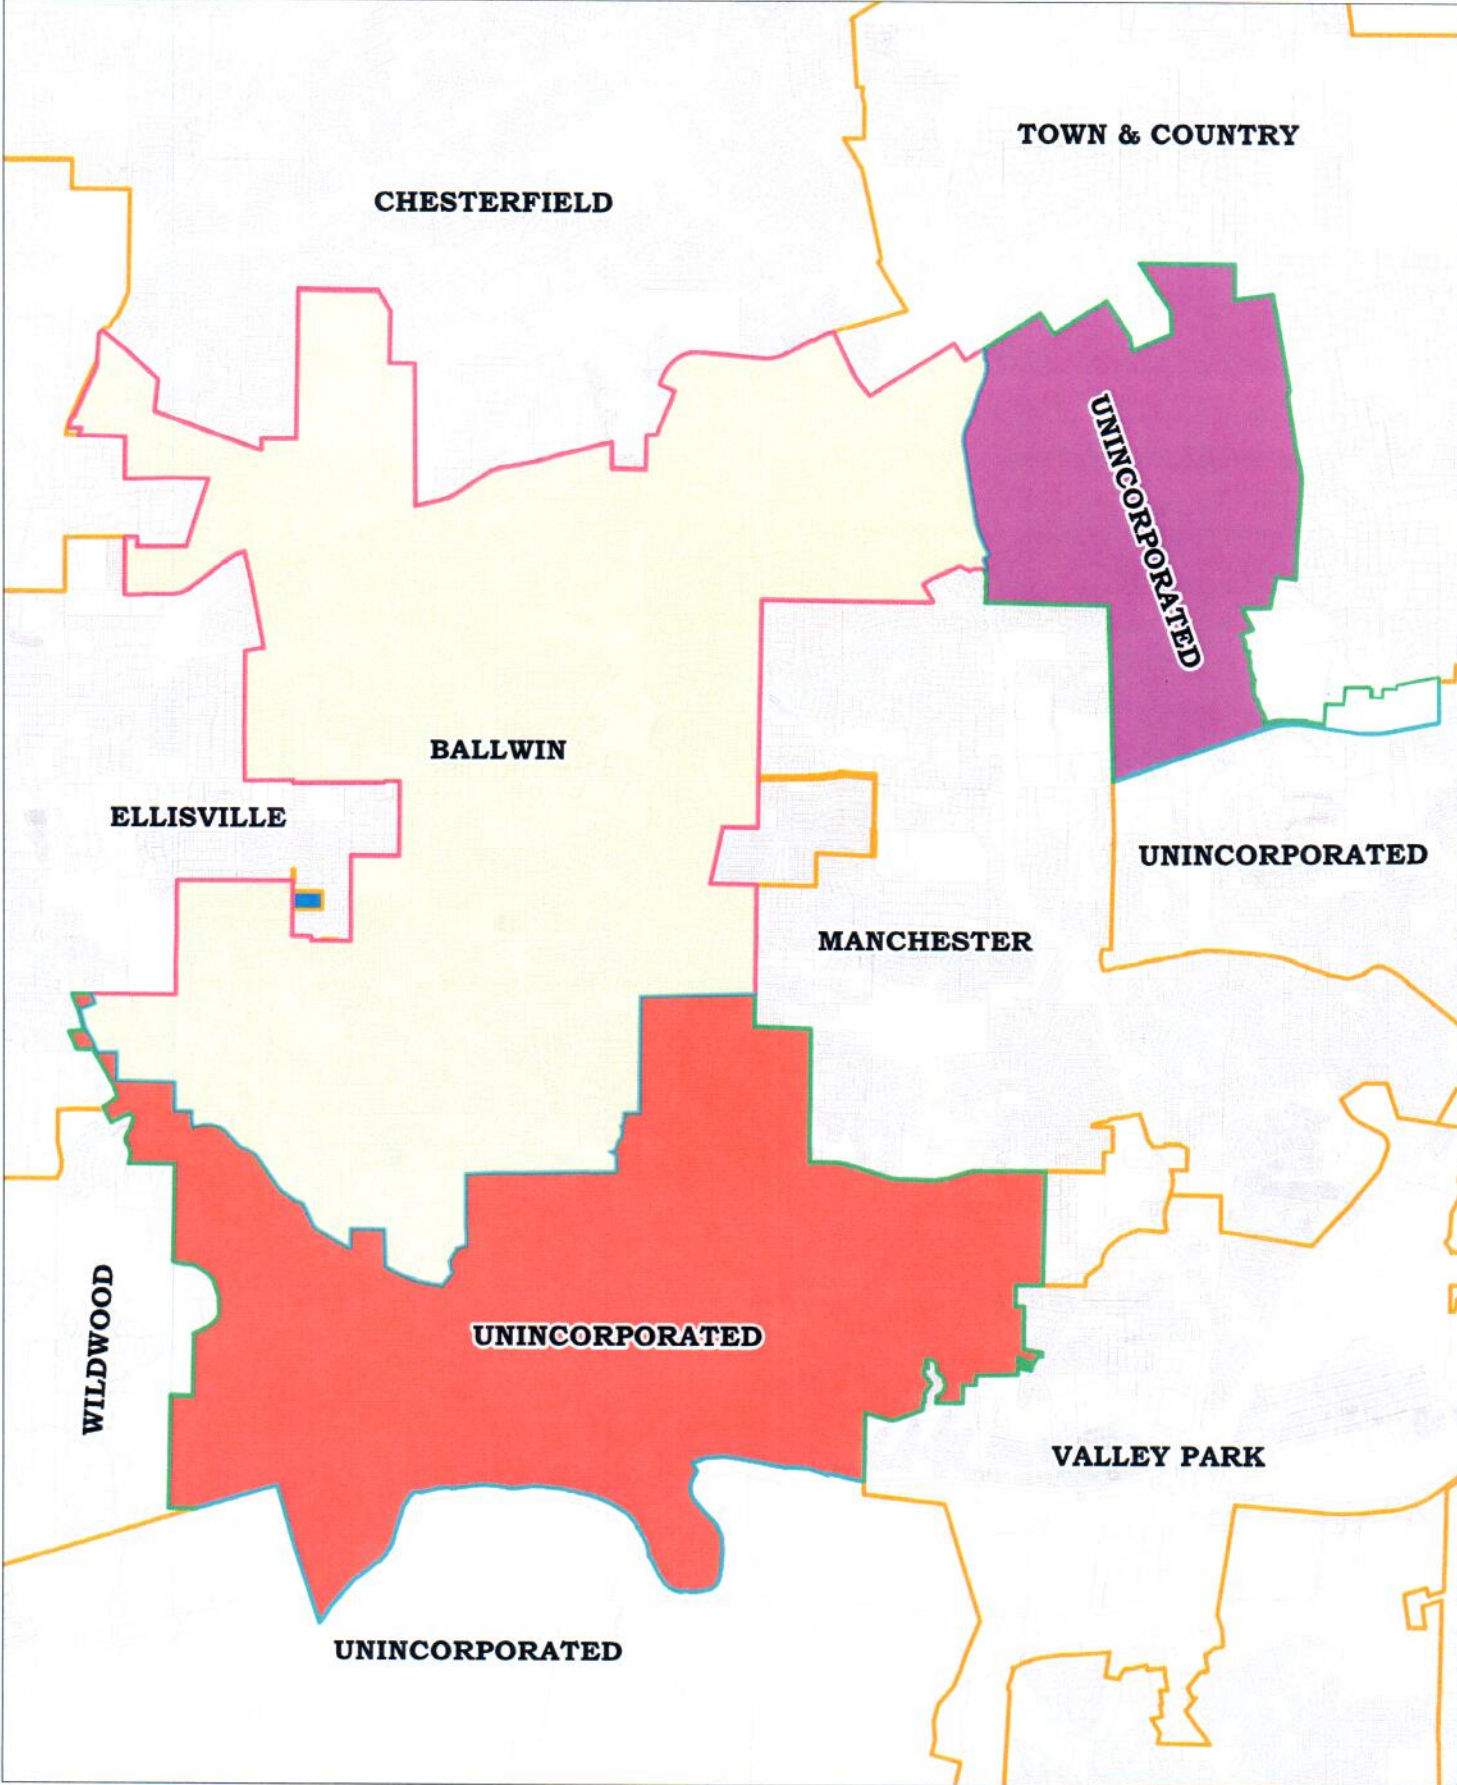 TOWN & COUNTRY
CHESTERFIELD
UNINCORPORATED
BALLWIN
ELLISVILLE
UNINCORPORATED
MANCHESTER
WILDWOOD
UNINCORPORATED
VALLEY PARK
UNINCORPORATED